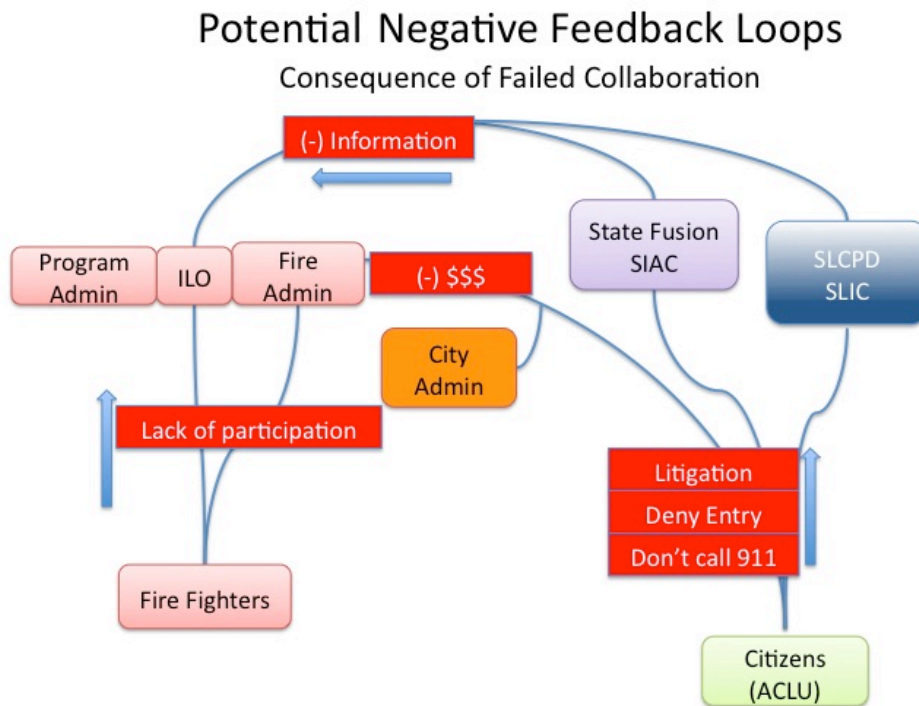 Potential Negative Feedback Loops
Consequence of Failed Collaboration
(-) Information
State Fusion
SIAC
SLCPD
SLIC
Program
Admin
ILO
Fire
Admin
(-) $$$
City
Admin
Lack of participation
Litigation
Deny Entry
Don't call 911
Fire Fighters
Citizens
(ACLU)